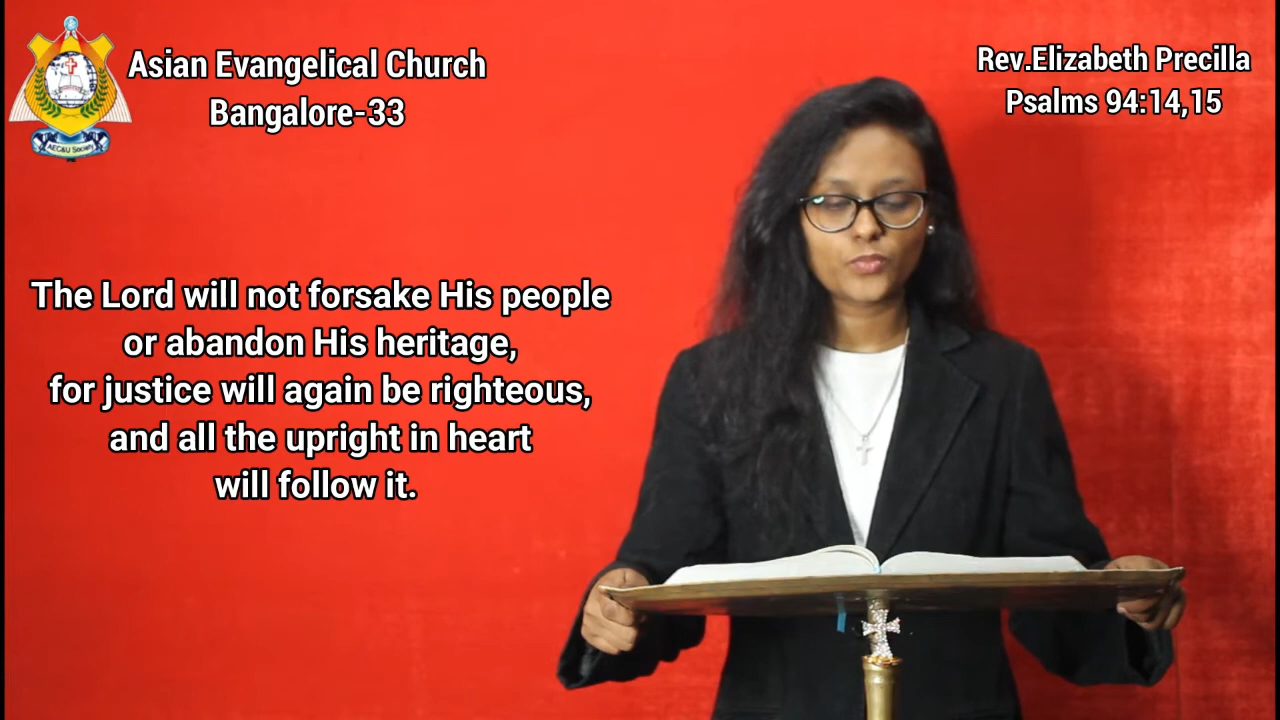 Asian Evangelical Church
Bangalore-33
Rev.Elizabeth Precilla
Psalms 94:14,15
The Lord will not forsake His people
or abandon His heritage,
for justice will again be righteous,
and all the upright in heart
will follow it.
AEC&U Society